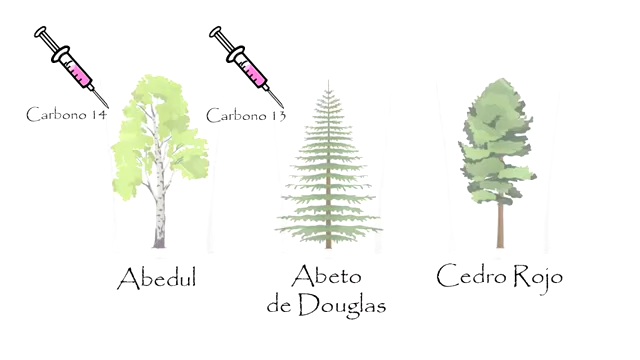 Carbono 14
Carbono 13
Abedul
Abeto
de Douglas
Cedro Rojo